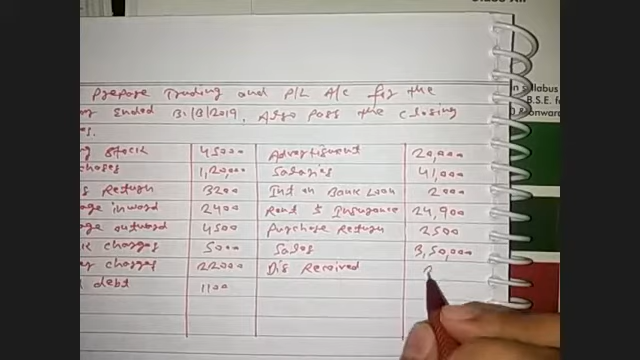 Prepare Trading and P/L A/C for the
Ended 31/3/2019. Also pass the Closing
Stock 45000 Advertisment 20,000
1,20,000 Salaries 41,000
Return 3200 Int on Bank Loan 2000
inward 2400 Rent & Insurance 24,900
outward 4500 Purchase Return 2500
charges 5000 Sales 3,50,000
charges 22000 Dis Received
debt 1100